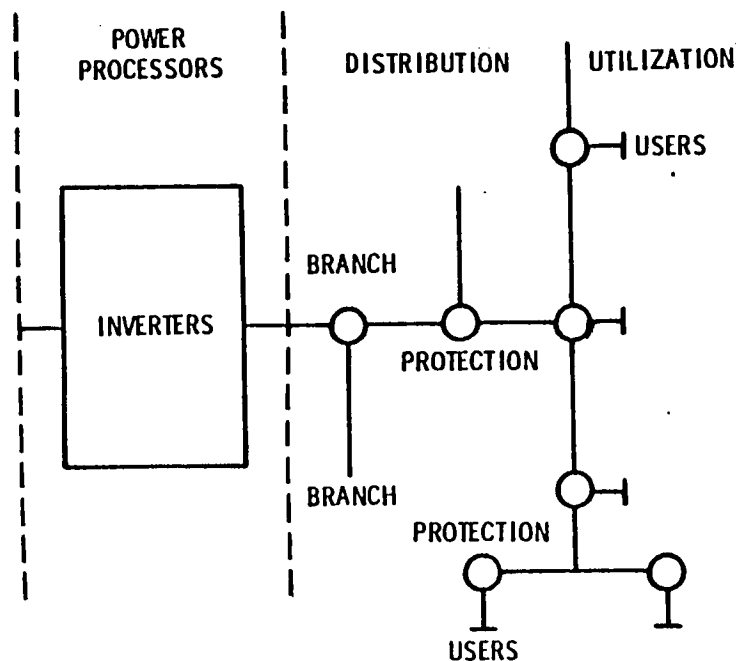 POWER
PROCESSORS
DISTRIBUTION
UTILIZATION
USERS
BRANCH
INVERTERS
PROTECTION
BRANCH
PROTECTION
USERS